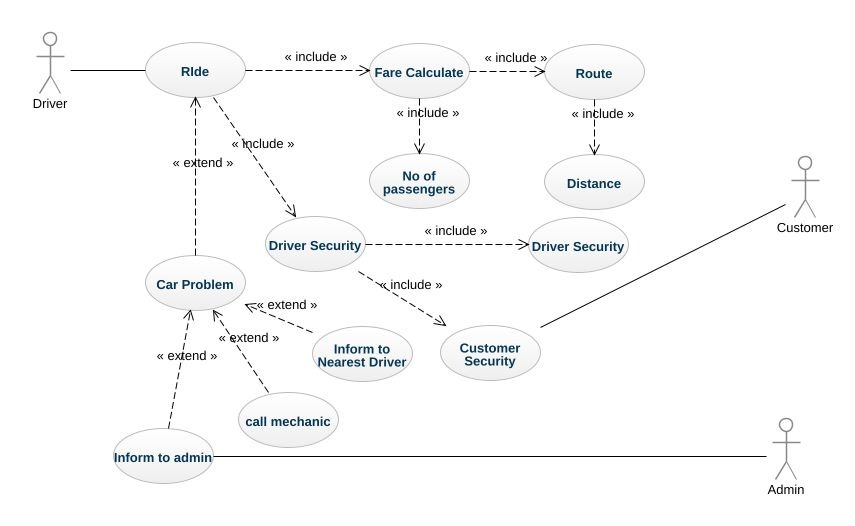 « include »
« include »
RIde
Fare Calculate
Route
Driver
« include »
« include »
« include »
« extend »
No of
passengers
Distance
Customer
« include »
Driver Security
Driver Security
Car Problem
« include »
« extend »
« extend »
Inform to
Nearest Driver
Customer
Security
« extend »
call mechanic
Inform to admin
Admin